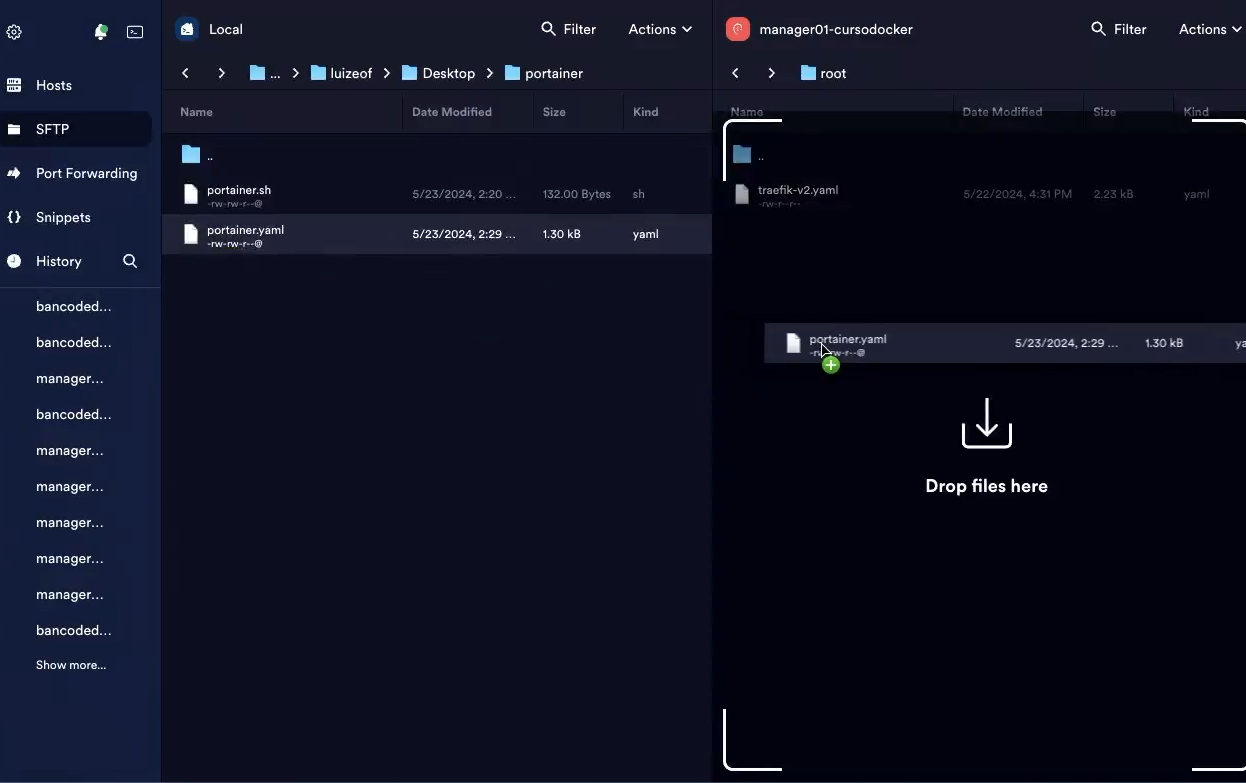 Local
Filter
Actions
manager01-cursodocker
Filter
Actions
... > luizeof > Desktop > portainer
root
Name Date Modified Size Kind
Name Date Modified Size Kind
Hosts
SFTP
Port Forwarding
Snippets
History
bancoded...
bancoded...
manager...
bancoded...
manager...
manager...
manager...
manager...
manager...
bancoded...
Show more...
..
portainer.sh 5/23/2024, 2:20 ... 132.00 Bytes sh
-rw-rw-r--@
portainer.yaml 5/23/2024, 2:29 ... 1.30 kB yaml
-rw-rw-r--@
..
traefik-v2.yaml 5/22/2024, 4:31 PM 2.23 kB yaml
-rw-r--r--
portainer.yaml 5/23/2024, 2:29 ... 1.30 kB ya
-rw-rw-r--@
Drop files here